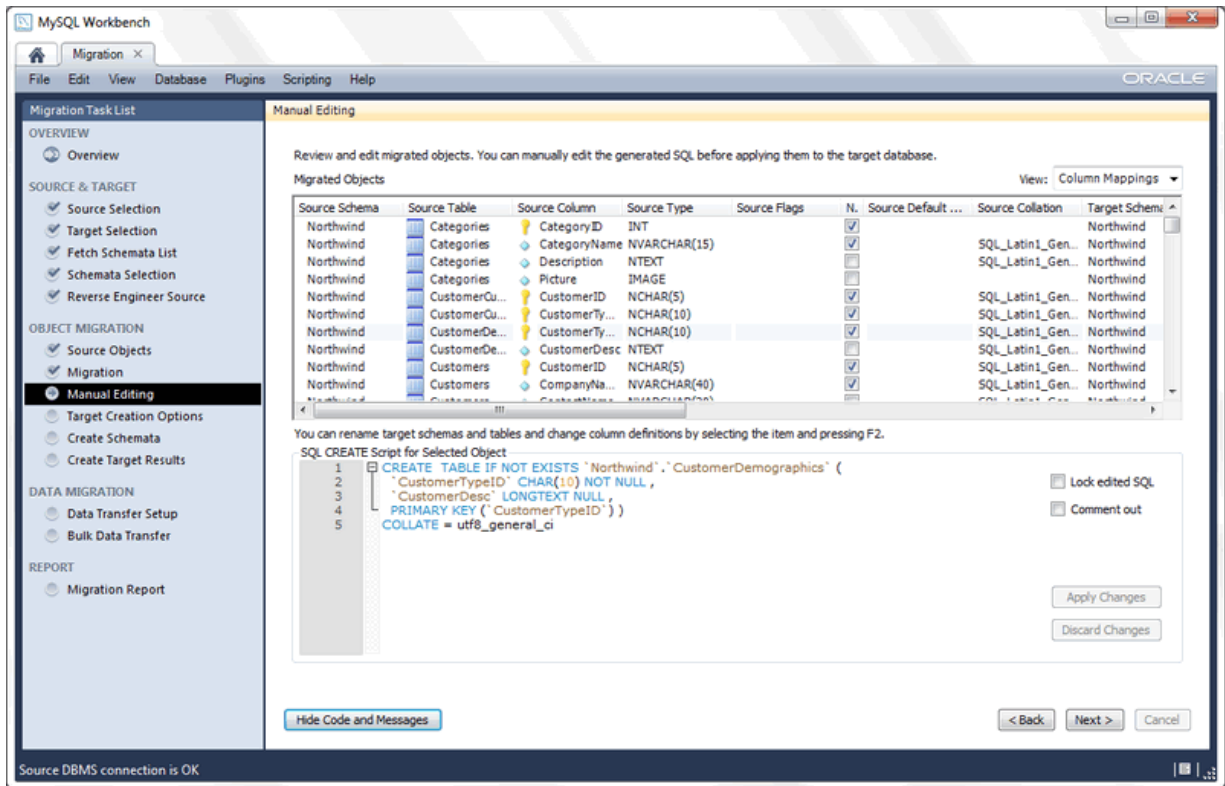 MySQL Workbench
Migration
File Edit View Database Plugins Scripting Help ORACLE
Migration Task List
OVERVIEW
Overview
SOURCE & TARGET
Source Selection
Target Selection
Fetch Schemata List
Schemata Selection
Reverse Engineer Source
OBJECT MIGRATION
Source Objects
Migration
Manual Editing
Target Creation Options
Create Schemata
Create Target Results
DATA MIGRATION
Data Transfer Setup
Bulk Data Transfer
REPORT
Migration Report
Manual Editing
Review and edit migrated objects. You can manually edit the generated SQL before applying them to the target database.
Migrated Objects View: Column Mappings
Source Schema Source Table Source Column Source Type Source Flags N. Source Default ... Source Collation Target Schema
Northwind Categories CategoryID INT Northwind
Northwind Categories CategoryName NVARCHAR(15) SQL_Latin1_Gen... Northwind
Northwind Categories Description NTEXT SQL_Latin1_Gen... Northwind
Northwind Categories Picture IMAGE Northwind
Northwind CustomerCu... CustomerID NCHAR(5) SQL_Latin1_Gen... Northwind
Northwind CustomerCu... CustomerTy... NCHAR(10) SQL_Latin1_Gen... Northwind
Northwind CustomerDe... CustomerTy... NCHAR(10) SQL_Latin1_Gen... Northwind
Northwind CustomerDe... CustomerDesc NTEXT SQL_Latin1_Gen... Northwind
Northwind Customers CustomerID NCHAR(5) SQL_Latin1_Gen... Northwind
Northwind Customers CompanyNa... NVARCHAR(40) SQL_Latin1_Gen... Northwind
You can rename target schemas and tables and change column definitions by selecting the item and pressing F2.
SQL CREATE Script for Selected Object
1 CREATE TABLE IF NOT EXISTS `Northwind`.`CustomerDemographics` (
2 `CustomerTypeID` CHAR(10) NOT NULL ,
3 `CustomerDesc` LONGTEXT NULL ,
4 PRIMARY KEY (`CustomerTypeID`) )
5 COLLATE = utf8_general_ci
Lock edited SQL
Comment out
Apply Changes
Discard Changes
Hide Code and Messages < Back Next > Cancel
Source DBMS connection is OK